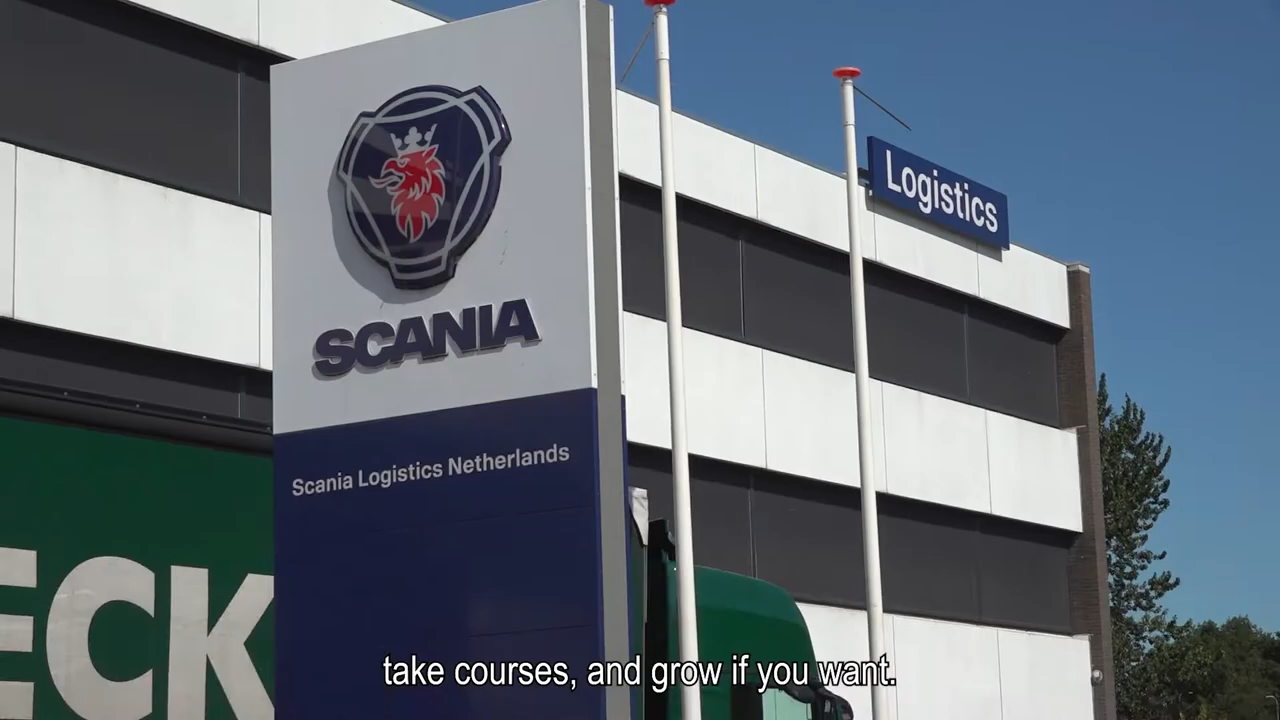 SCANIA
Logistics
Scania Logistics Netherlands
ECK
take courses, and grow if you want.